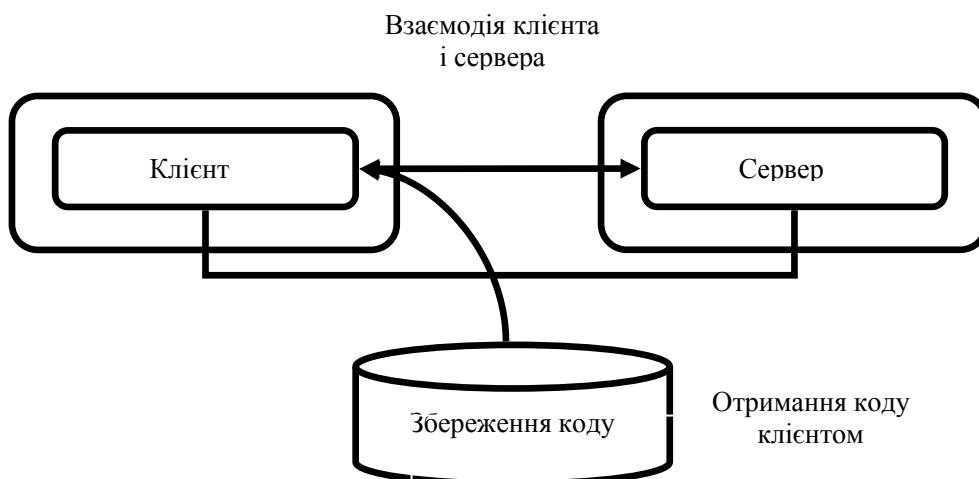 Взаємодія клієнта
і сервера
Клієнт
Сервер
Збереження коду
Отримання коду
клієнтом